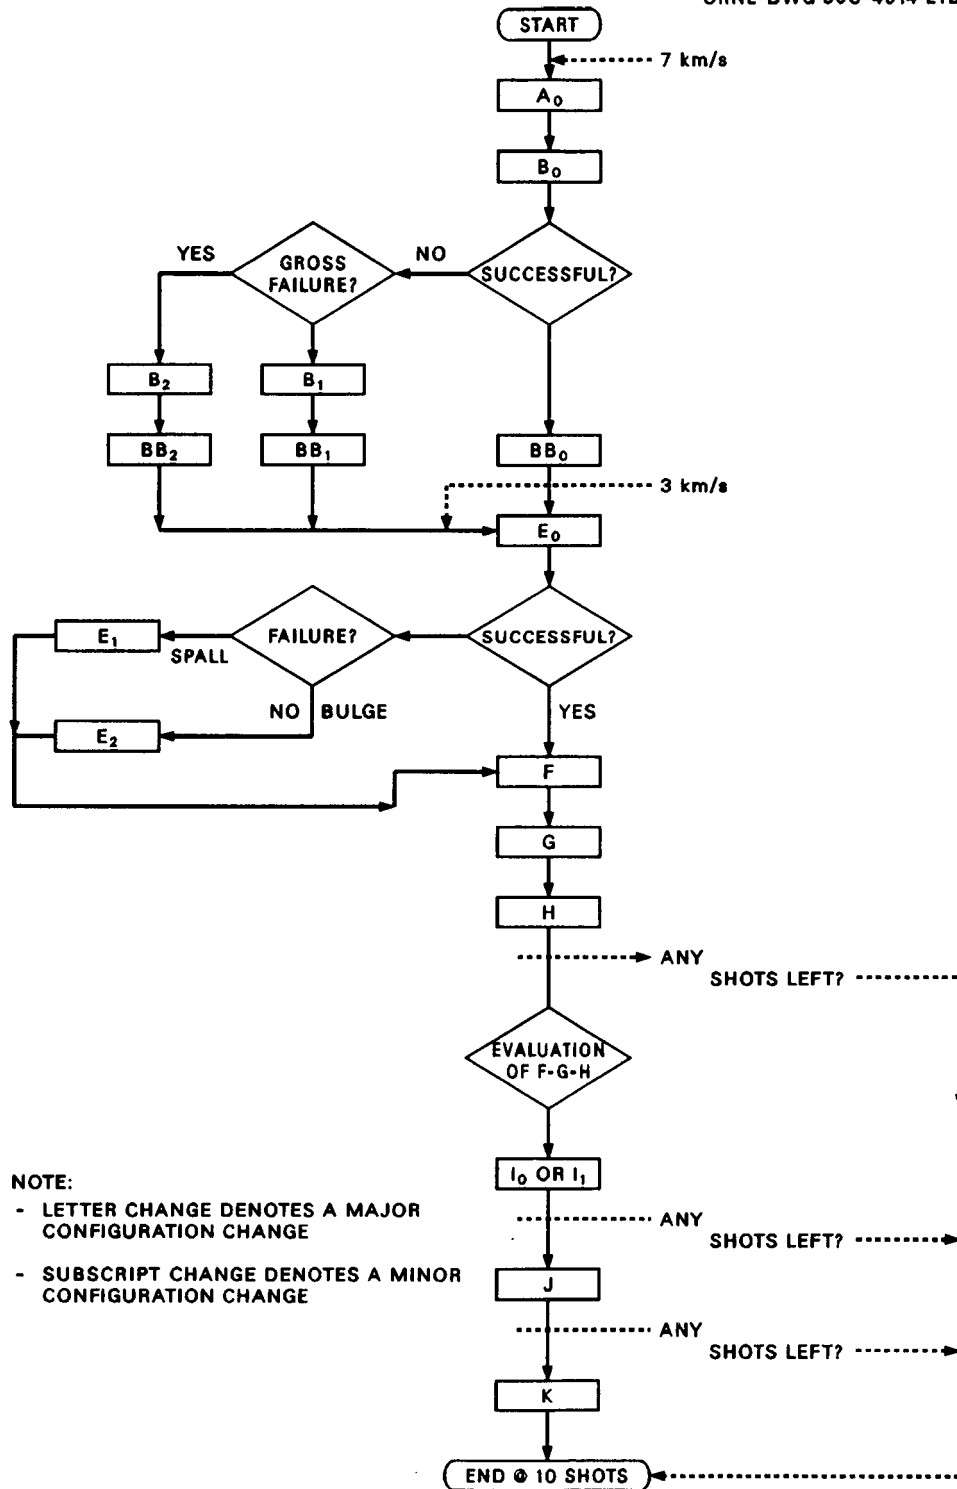 START
7 km/s
A₀
B₀
YES
GROSS
FAILURE?
NO
SUCCESSFUL?
B₂
B₁
BB₂
BB₁
BB₀
3 km/s
E₀
E₁
SPALL
FAILURE?
SUCCESSFUL?
NO BULGE
YES
E₂
F
G
H
ANY
SHOTS LEFT?
EVALUATION
OF F-G-H
I₀ OR I₁
NOTE:
- LETTER CHANGE DENOTES A MAJOR
CONFIGURATION CHANGE
ANY
SHOTS LEFT?
- SUBSCRIPT CHANGE DENOTES A MINOR
CONFIGURATION CHANGE
J
ANY
SHOTS LEFT?
K
END @ 10 SHOTS